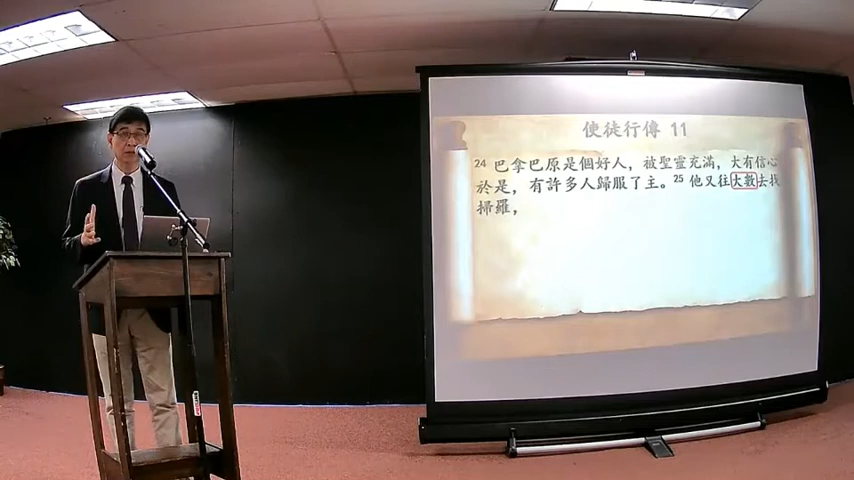 使徒行傳 11
24 巴拿巴原是個好人，被聖靈充滿，大有信心
於是，有許多人歸服了主。25 他又往大數去找
掃羅，